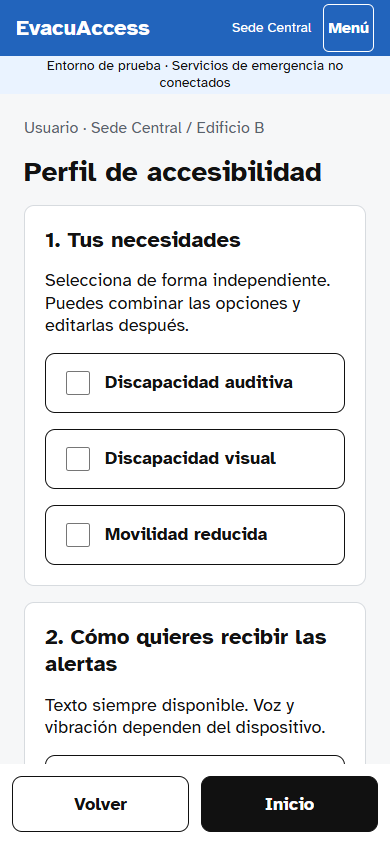 EvacuAccess
Sede Central
Menú
Entorno de prueba · Servicios de emergencia no
conectados
Usuario · Sede Central / Edificio B
Perfil de accesibilidad
1. Tus necesidades
Selecciona de forma independiente.
Puedes combinar las opciones y
editarlas después.
Discapacidad auditiva
Discapacidad visual
Movilidad reducida
2. Cómo quieres recibir las
alertas
Texto siempre disponible. Voz y
vibración dependen del dispositivo.
Volver
Inicio